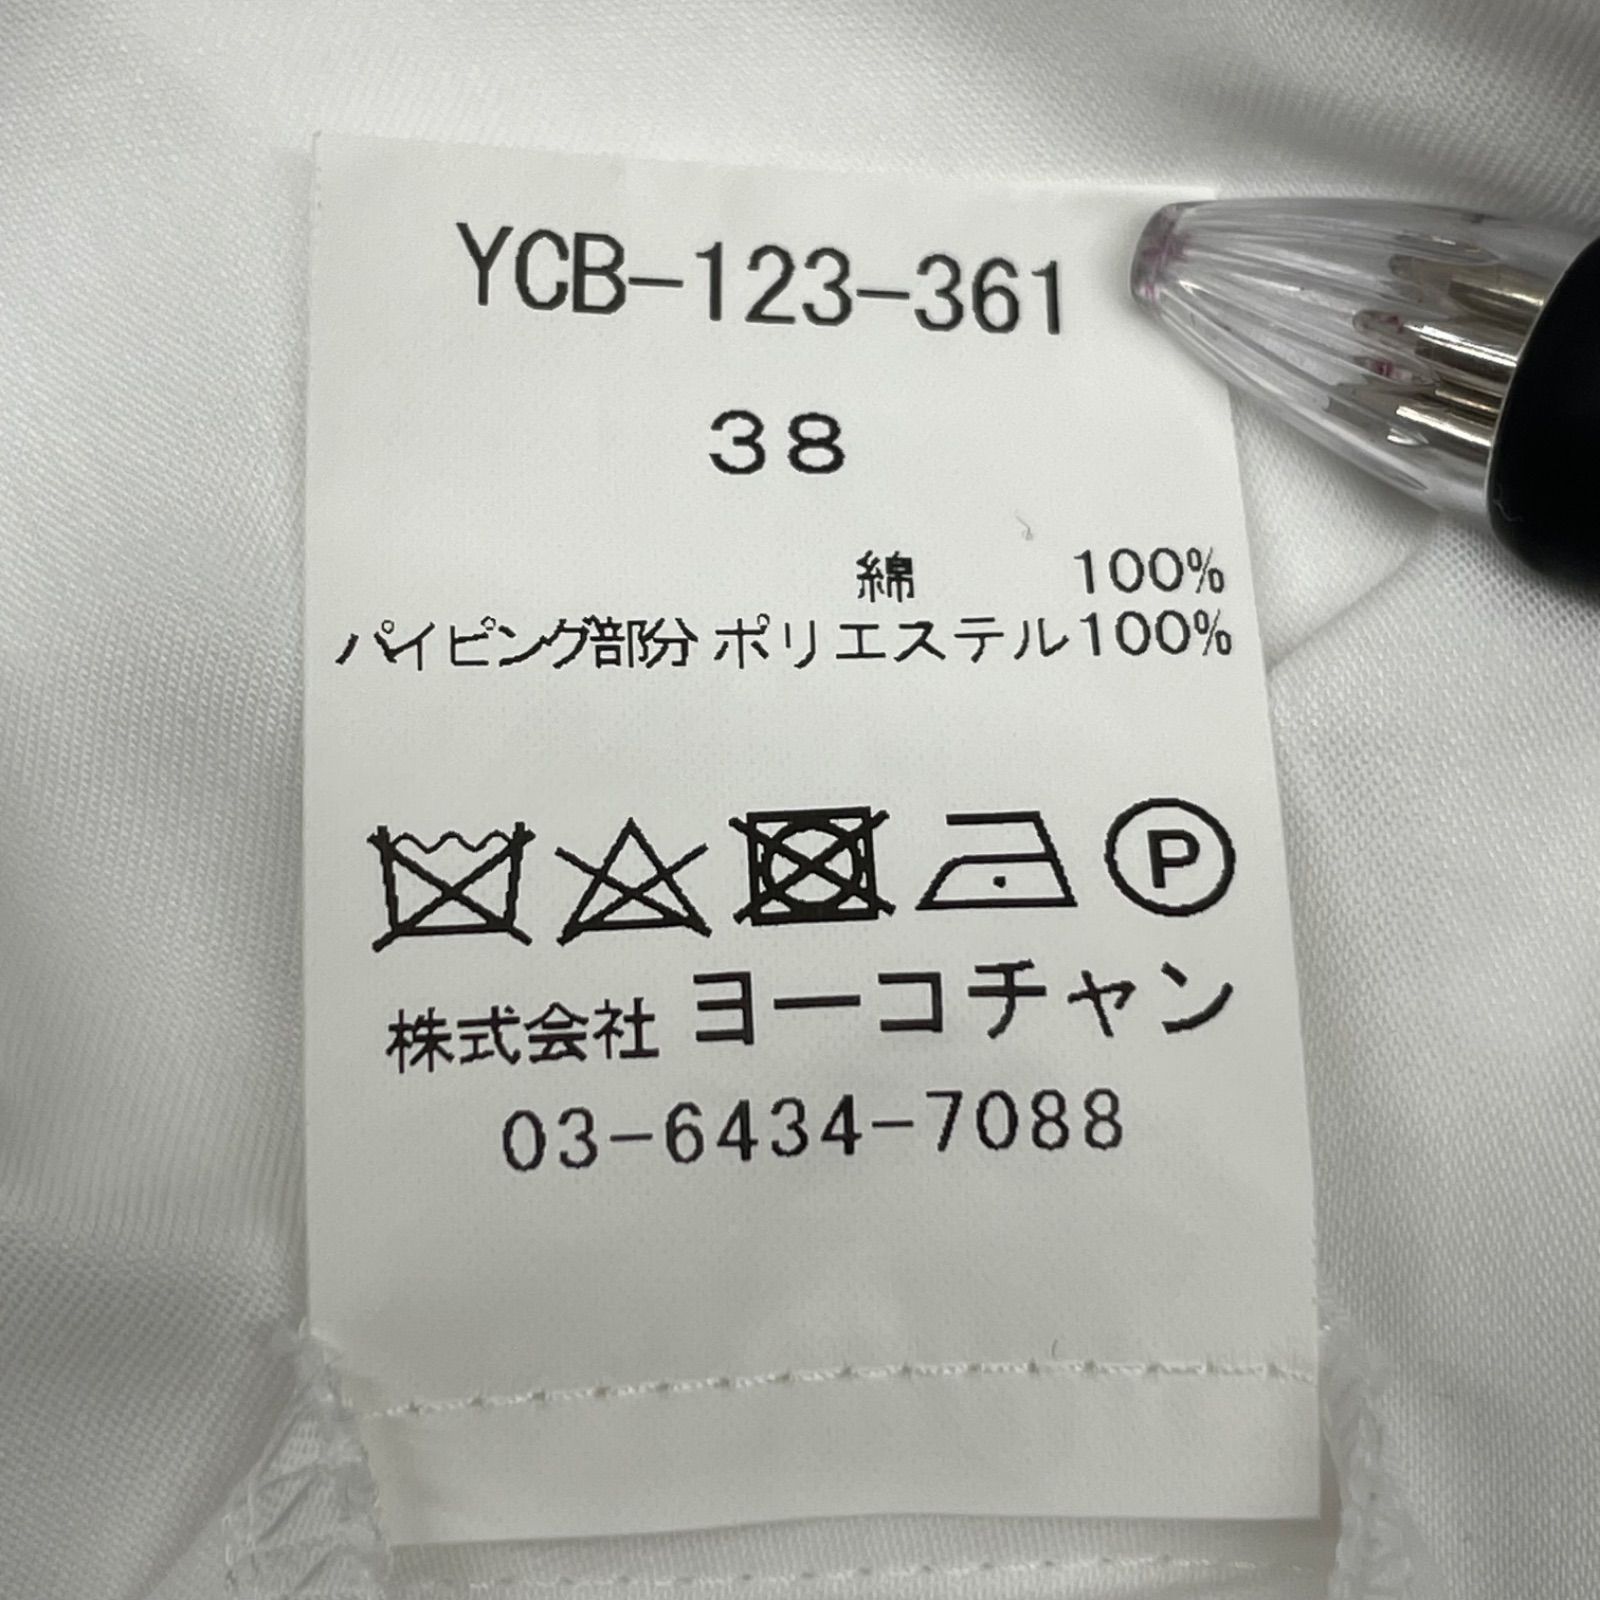 YCB-123-361
38
綿 100%
パイピング部分 ポリエステル100%
P
株式会社 ヨーコチャン
03-6434-7088